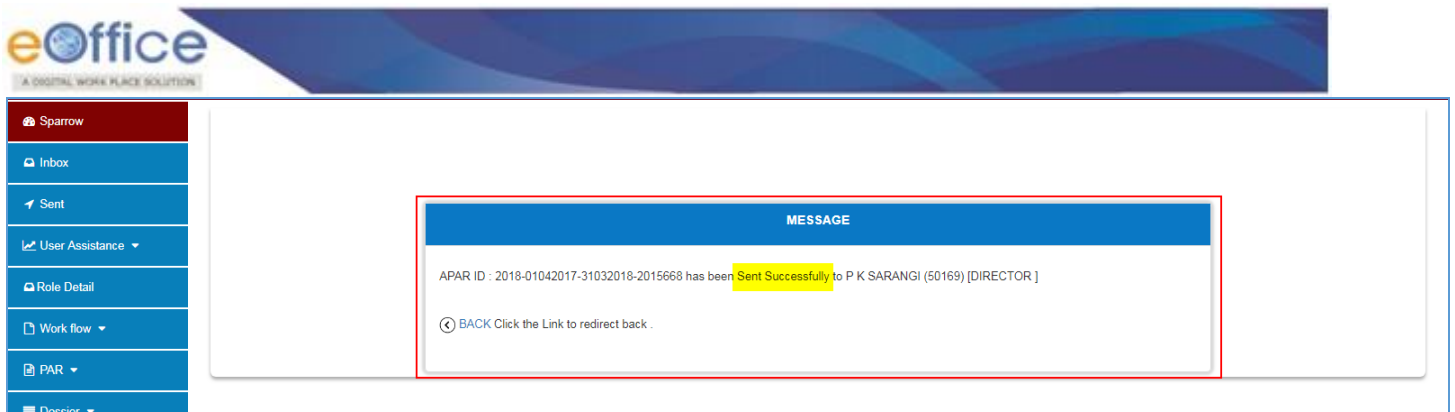 eOffice
A DIGITAL WORK PLACE SOLUTION
Sparrow
Inbox
Sent
User Assistance
Role Detail
Work flow
PAR
Dossier
MESSAGE
APAR ID : 2018-01042017-31032018-2015668 has been Sent Successfully to P K SARANGI (50169) [DIRECTOR ]
BACK Click the Link to redirect back .